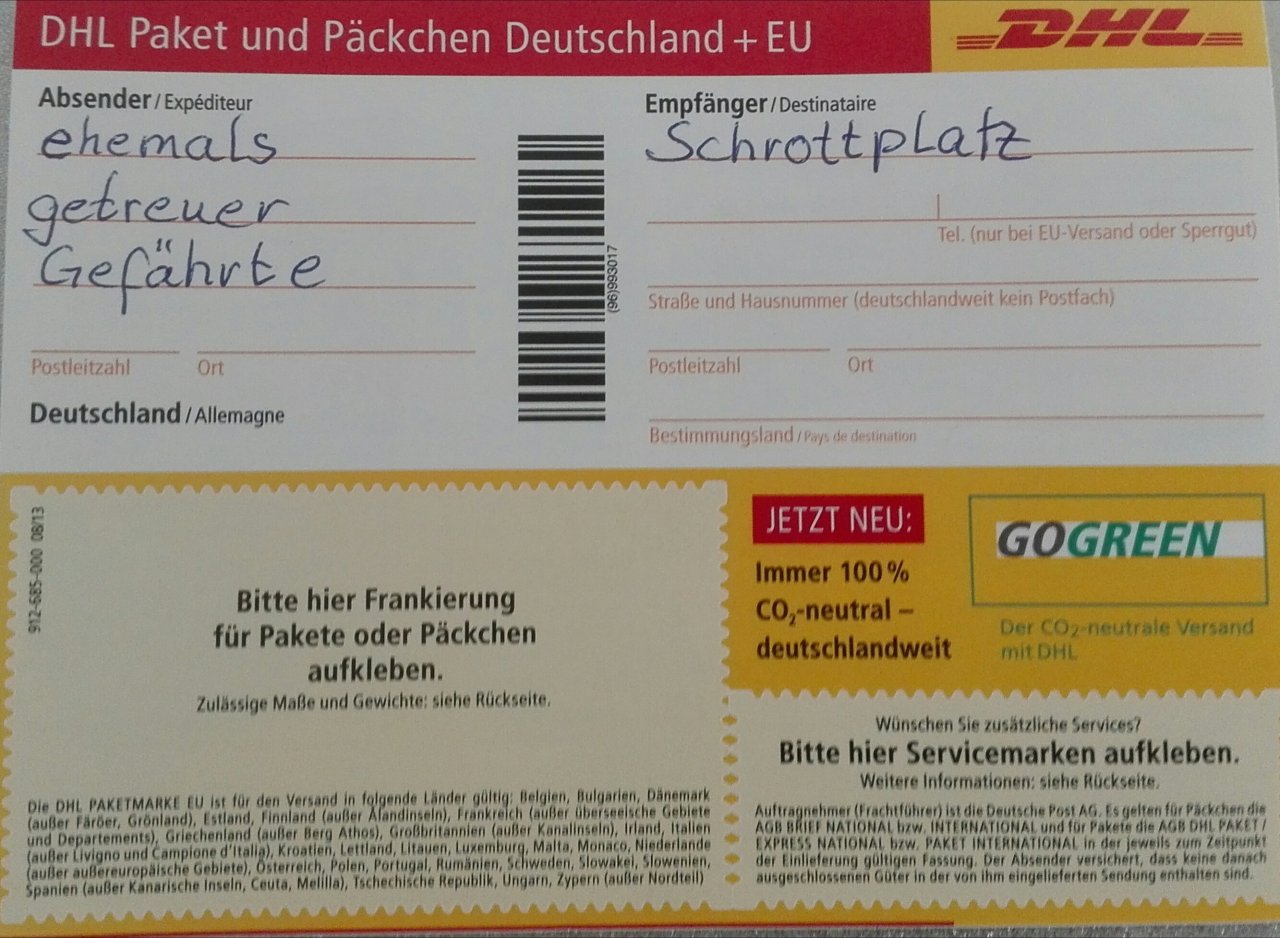 DHL Paket und Päckchen Deutschland + EU
DHL
Absender / Expéditeur
ehemals
getreuer
Gefährte
Postleitzahl Ort
Deutschland / Allemagne
(96)993017
Empfänger / Destinataire
Schrottplatz
Tel. (nur bei EU-Versand oder Sperrgut)
Straße und Hausnummer (deutschlandweit kein Postfach)
Postleitzahl Ort
Bestimmungsland / Pays de destination
912-685-000 08/13
Bitte hier Frankierung
für Pakete oder Päckchen
aufkleben.
Zulässige Maße und Gewichte: siehe Rückseite.
Die DHL PAKETMARKE EU ist für den Versand in folgende Länder gültig: Belgien, Bulgarien, Dänemark
(außer Färöer, Grönland), Estland, Finnland (außer Ålandinseln), Frankreich (außer überseeische Gebiete
und Departements), Griechenland (außer Berg Athos), Großbritannien (außer Kanalinseln), Irland, Italien
(außer Livigno und Campione d'Italia), Kroatien, Lettland, Litauen, Luxemburg, Malta, Monaco, Niederlande
(außer außereuropäische Gebiete), Österreich, Polen, Portugal, Rumänien, Schweden, Slowakei, Slowenien,
Spanien (außer Kanarische Inseln, Ceuta, Melilla), Tschechische Republik, Ungarn, Zypern (außer Nordteil)
JETZT NEU:
Immer 100 %
CO₂-neutral –
deutschlandweit
GOGREEN
Der CO₂-neutrale Versand
mit DHL
Wünschen Sie zusätzliche Services?
Bitte hier Servicemarken aufkleben.
Weitere Informationen: siehe Rückseite.
Auftragnehmer (Frachtführer) ist die Deutsche Post AG. Es gelten für Päckchen die
AGB BRIEF NATIONAL bzw. INTERNATIONAL und für Pakete die AGB DHL PAKET /
EXPRESS NATIONAL bzw. PAKET INTERNATIONAL in der jeweils zum Zeitpunkt
der Einlieferung gültigen Fassung. Der Absender versichert, dass keine danach
ausgeschlossenen Güter in der von ihm eingelieferten Sendung enthalten sind.